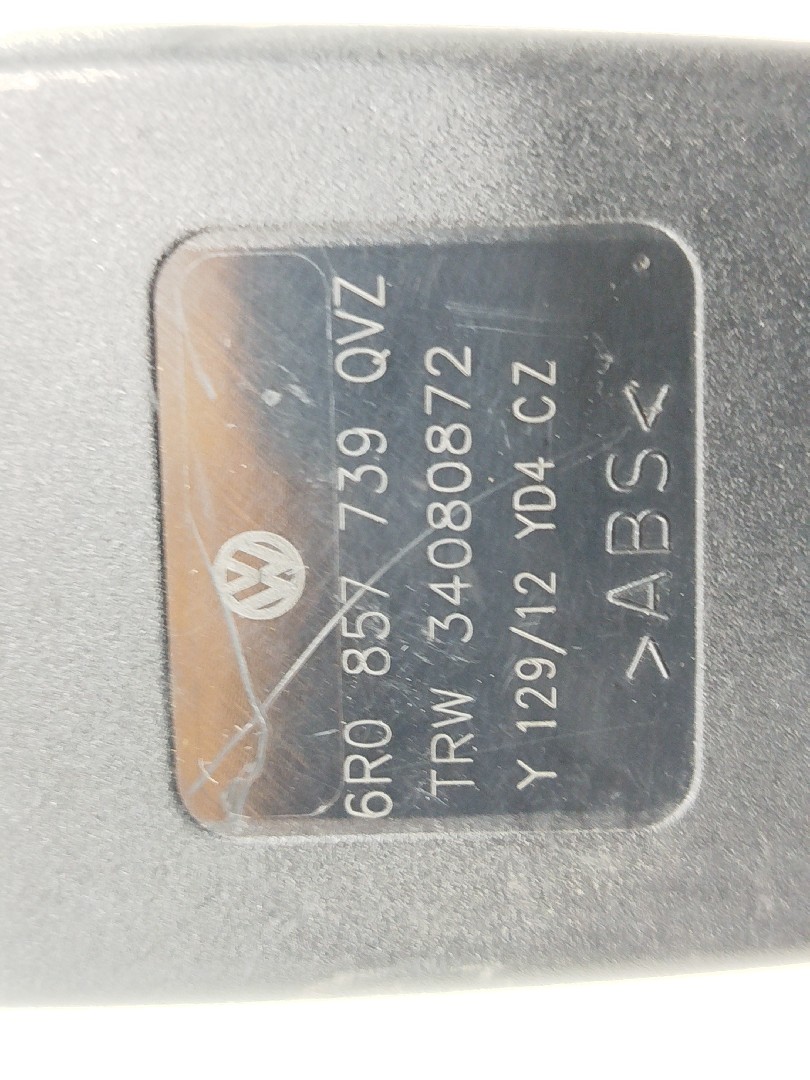 6R0 857 739 QVZ
TRW 34080872
Y 129/12 YD4 CZ
>ABS<